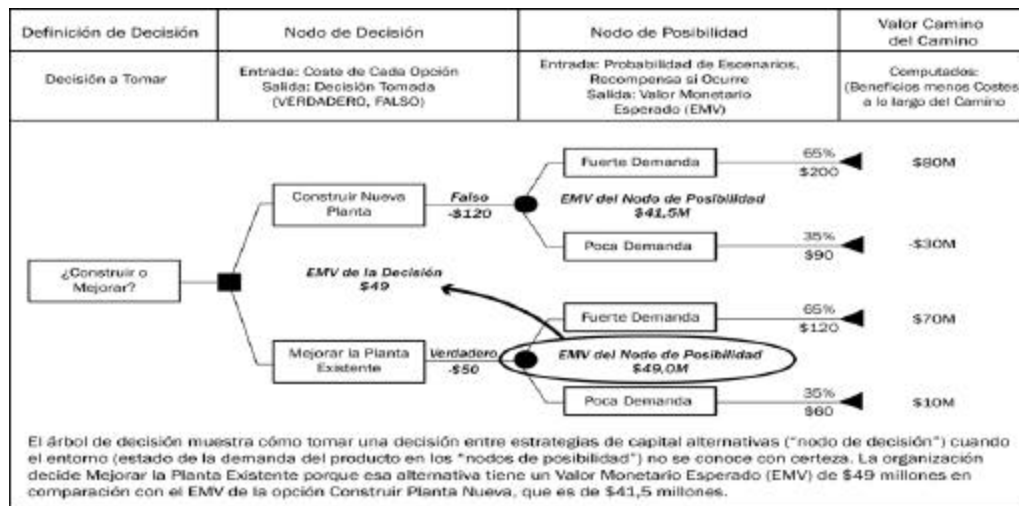 Definición de Decisión
Nodo de Decisión
Nodo de Posibilidad
Valor Camino
del Camino
Decisión a Tomar
Entrada: Coste de Cada Opción
Salida: Decisión Tomada
(VERDADERO, FALSO)
Entrada: Probabilidad de Escenarios,
Recompensa si Ocurre
Salida: Valor Monetario
Esperado (EMV)
Computados:
(Beneficios menos Costes)
a lo largo del Camino
65%
Fuerte Demanda
$80M
$200
Construir Nueva
Planta
Falso
-$120
EMV del Nodo de Posibilidad
$41,5M
35%
Poca Demanda
-$30M
$90
¿Construir o
Mejorar?
EMV de la Decisión
$49
65%
Fuerte Demanda
$70M
$120
Mejorar la Planta
Existente
Verdadero
-$50
EMV del Nodo de Posibilidad
$49,0M
35%
Poca Demanda
$10M
$60
El árbol de decisión muestra cómo tomar una decisión entre estrategias de capital alternativas (“nodo de decisión”) cuando
el entorno (estado de la demanda del producto en los “nodos de posibilidad”) no se conoce con certeza. La organización
decide Mejorar la Planta Existente porque esa alternativa tiene un Valor Monetario Esperado (EMV) de $49 millones en
comparación con el EMV de la opción Construir Planta Nueva, que es de $41,5 millones.